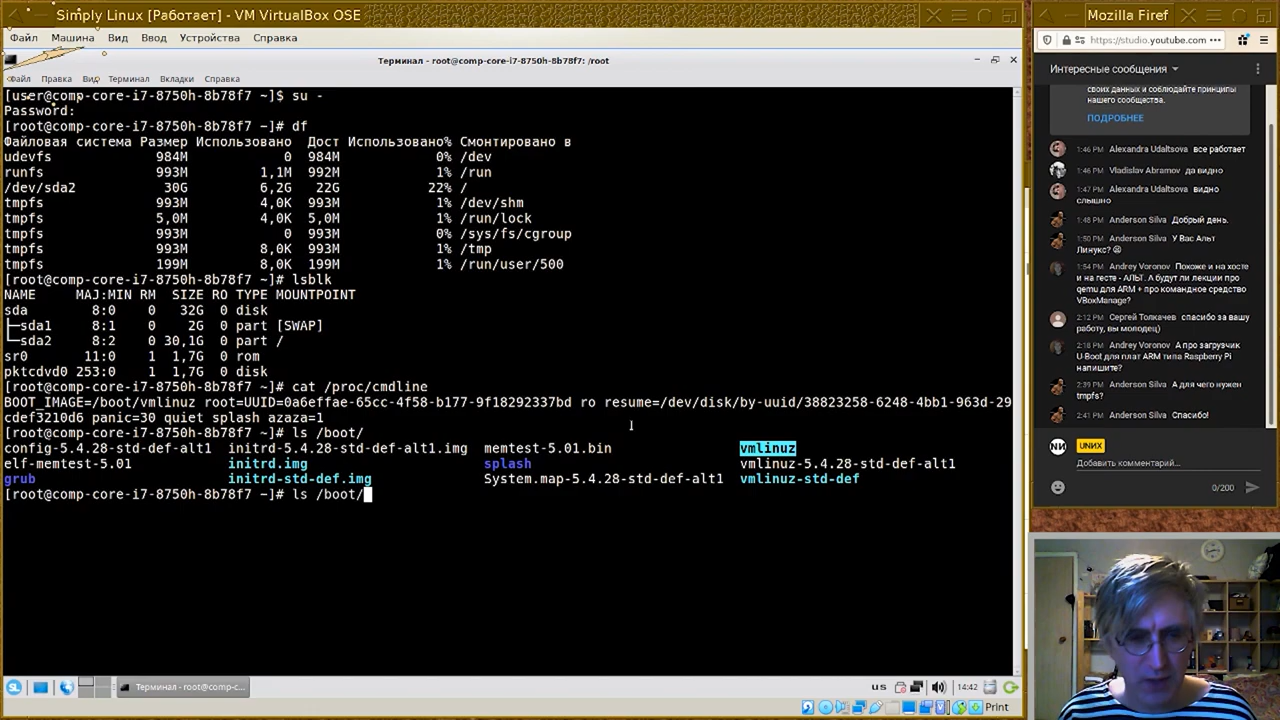 Simply Linux [Работает] - VM VirtualBox OSE
Файл Машина Вид Ввод Устройства Справка
Терминал - root@comp-core-i7-8750h-8b78f7: /root
Файл Правка Вид Терминал Вкладки Справка
[user@comp-core-i7-8750h-8b78f7 ~]$ su -
Password:
[root@comp-core-i7-8750h-8b78f7 ~]# df
Файловая система Размер Использовано Дост Использовано% Смонтировано в
udevfs 984M 0 984M 0% /dev
runfs 993M 1,1M 992M 1% /run
/dev/sda2 30G 6,2G 22G 22% /
tmpfs 993M 4,0K 993M 1% /dev/shm
tmpfs 5,0M 4,0K 5,0M 1% /run/lock
tmpfs 993M 0 993M 0% /sys/fs/cgroup
tmpfs 993M 8,0K 993M 1% /tmp
tmpfs 199M 8,0K 199M 1% /run/user/500
[root@comp-core-i7-8750h-8b78f7 ~]# lsblk
NAME MAJ:MIN RM SIZE RO TYPE MOUNTPOINT
sda 8:0 0 32G 0 disk
├─sda1 8:1 0 2G 0 part [SWAP]
└─sda2 8:2 0 30,1G 0 part /
sr0 11:0 1 1,7G 0 rom
pktcdvd0 253:0 1 1,7G 0 disk
[root@comp-core-i7-8750h-8b78f7 ~]# cat /proc/cmdline
BOOT_IMAGE=/boot/vmlinuz root=UUID=0a6effae-65cc-4f58-b177-9f18292337bd ro resume=/dev/disk/by-uuid/38823258-6248-4bb1-963d-29
rcdef3210d6 panic=30 quiet splash azaza=1
[root@comp-core-i7-8750h-8b78f7 ~]# ls /boot/
config-5.4.28-std-def-alt1 initrd-5.4.28-std-def-alt1.img memtest-5.01.bin vmlinuz
elf-memtest-5.01 initrd.img splash vmlinuz-5.4.28-std-def-alt1
grub initrd-std-def.img System.map-5.4.28-std-def-alt1 vmlinuz-std-def
[root@comp-core-i7-8750h-8b78f7 ~]# ls /boot/
Терминал - root@comp-c...
us
14:42
Print
Mozilla Firef
https://studio.youtube.com
Интересные сообщения
своих данных и соблюдайте принципы
нашего сообщества.
ПОДРОБНЕЕ
1:46 PM Alexandra Udaltsova все работает
1:46 PM Vladislav Abramov да видно
1:47 PM Alexandra Udaltsova видно
слышно
1:48 PM Anderson Silva Добрый день.
1:50 PM Anderson Silva У Вас Альт
Линукс?
1:54 PM Andrey Voronov Похоже и на хосте
и на гесте - АЛЬТ. А будут ли лекции про
qemu для ARM + про командное средство
VBoxManage?
2:12 PM Сергей Толкачев спасибо за вашу
работу, вы молодец)
2:18 PM Andrey Voronov А про загрузчик
U-Boot для плат ARM типа Raspberry Pi
напишите?
2:39 PM Anderson Silva А для чего нужен
tmpfs?
2:41 PM Anderson Silva Спасибо!
NИ UNИX
Добавить комментарий...
0/200